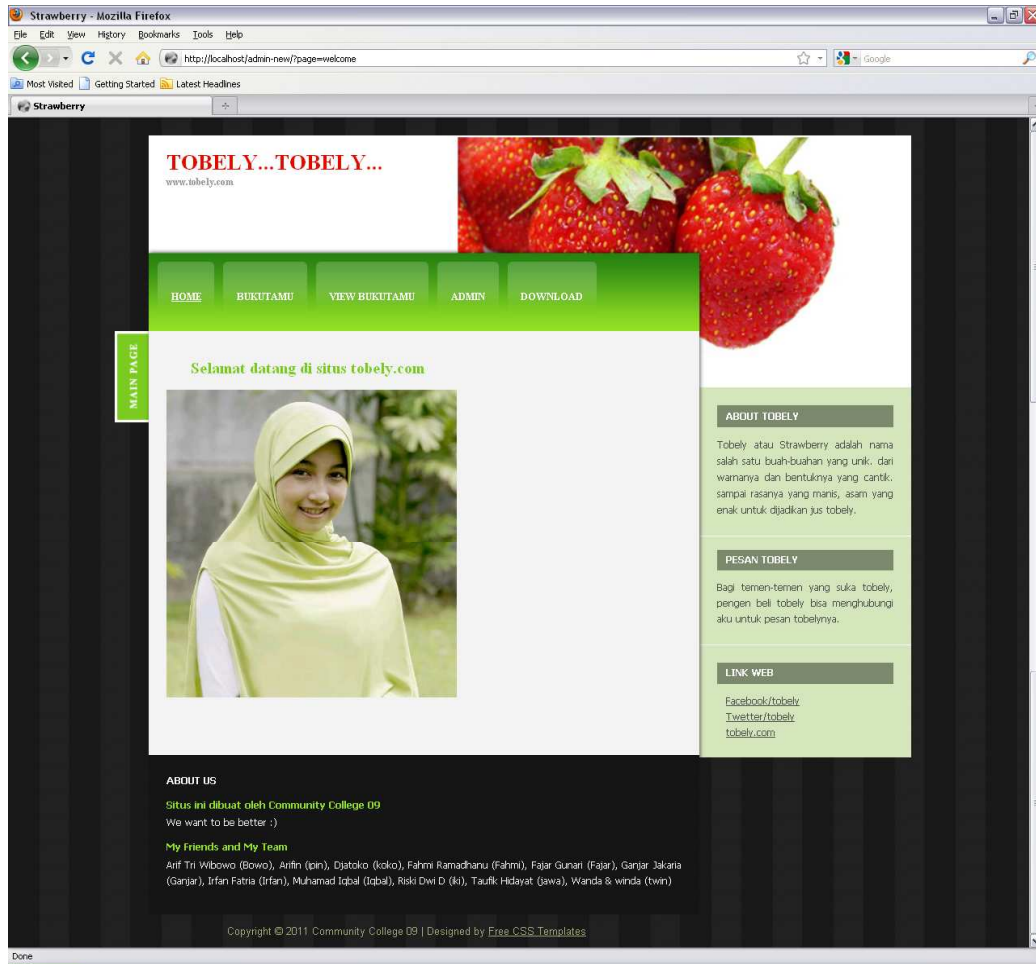 Strawberry - Mozilla Firefox
File Edit View History Bookmarks Tools Help
http://localhost/admin-new/?page=welcome
Google
Most Visited Getting Started Latest Headlines
Strawberry
TOBELY...TOBELY...
www.tobely.com
HOME BUKUTAMU VIEW BUKUTAMU ADMIN DOWNLOAD
MAIN PAGE
Selamat datang di situs tobely.com
ABOUT TOBELY
Tobely atau Strawberry adalah nama
salah satu buah-buahan yang unik. dari
warnanya dan bentuknya yang cantik.
sampai rasanya yang manis, asam yang
enak untuk dijadikan jus tobely.
PESAN TOBELY
Bagi temen-temen yang suka tobely,
pengen beli tobely bisa menghubungi
aku untuk pesan tobelynya.
LINK WEB
Facebook/tobely
Twetter/tobely
tobely.com
ABOUT US
Situs ini dibuat oleh Community College 09
We want to be better :)
My Friends and My Team
Arif Tri Wibowo (Bowo), Arifin (ipin), Djatoko (koko), Fahmi Ramadhanu (Fahmi), Fajar Gunari (Fajar), Ganjar Jakaria
(Ganjar), Irfan Fatria (Irfan), Muhamad Iqbal (Iqbal), Riski Dwi D (iki), Taufik Hidayat (jawa), Wanda & winda (twin)
Copyright © 2011 Community College 09 | Designed by Free CSS Templates
Done